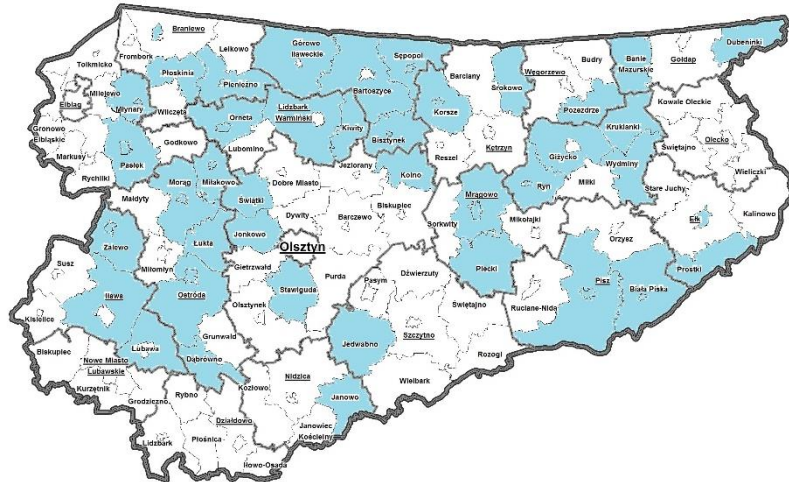 Braniewo
Frombork
Lelkowo
Górowo
Iławeckie
Sępopol
Tolkmicko
Płoskinia
Pieniężno
Bartoszyce
Barciany
Srokowo
Węgorzewo
Budry
Banie
Mazurskie
Gołdap
Dubeninki
Milejewo
Elbląg
Młynary
Wilczęta
Orneta
Lidzbark
Warmiński
Kiwity
Bisztynek
Korsze
Pozezdrze
Kowale Oleckie
Gronowo
Elbląskie
Markusy
Rychliki
Pasłęk
Godkowo
Lubomino
Jeziorany
Reszel
Kętrzyn
Giżycko
Kruklanki
Wydminy
Świętajno
Olecko
Wieliczki
Małdyty
Morąg
Miłakowo
Świątki
Dobre Miasto
Kolno
Mrągowo
Ryn
Miłki
Stare Juchy
Zalewo
Łukta
Jonkowo
Dywity
Barczewo
Biskupiec
Sorkwity
Mikołajki
Ełk
Kalinowo
Olsztyn
Orzysz
Susz
Miłomłyn
Gietrzwałd
Purda
Pasym
Dźwierzuty
Piecki
Pisz
Biała Piska
Prostki
Iława
Ostróda
Olsztynek
Stawiguda
Świętajno
Ruciane-Nida
Kisielice
Grunwald
Szczytno
Biskupiec
Nowe Miasto
Lubawskie
Lubawa
Dąbrówno
Jedwabno
Rozogi
Kurzętnik
Grodziczno
Rybno
Kozłowo
Nidzica
Janowo
Wielbark
Działdowo
Lidzbark
Płośnica
Janowiec
Kościelny
Iłowo-Osada